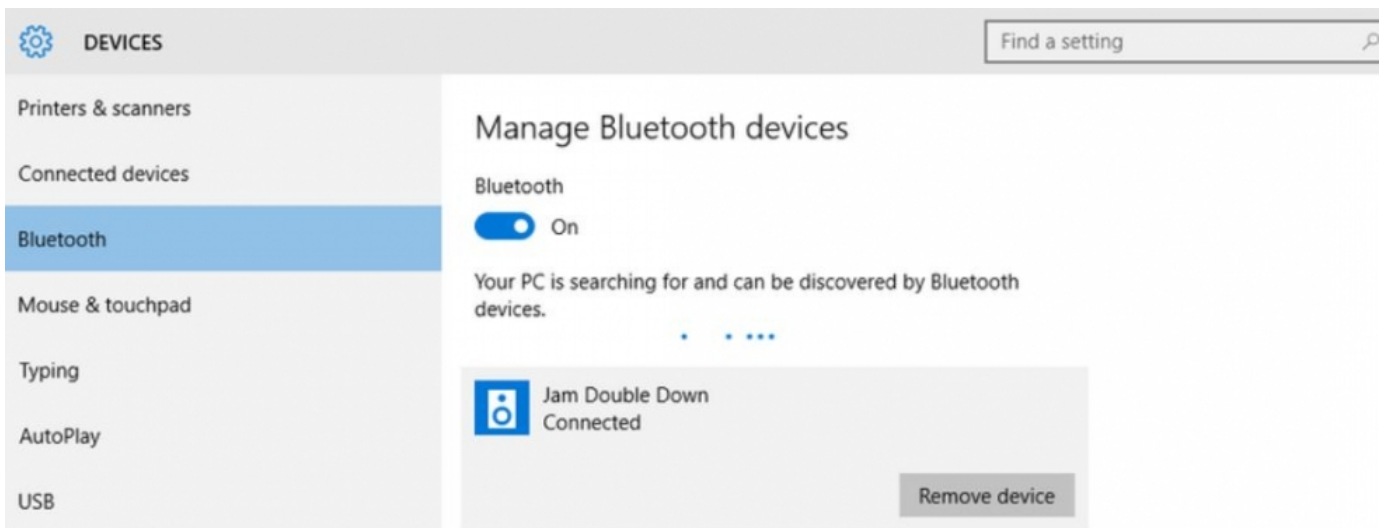 DEVICES
Find a setting
Printers & scanners
Connected devices
Bluetooth
Mouse & touchpad
Typing
AutoPlay
USB
Manage Bluetooth devices
Bluetooth
On
Your PC is searching for and can be discovered by Bluetooth
devices.
Jam Double Down
Connected
Remove device